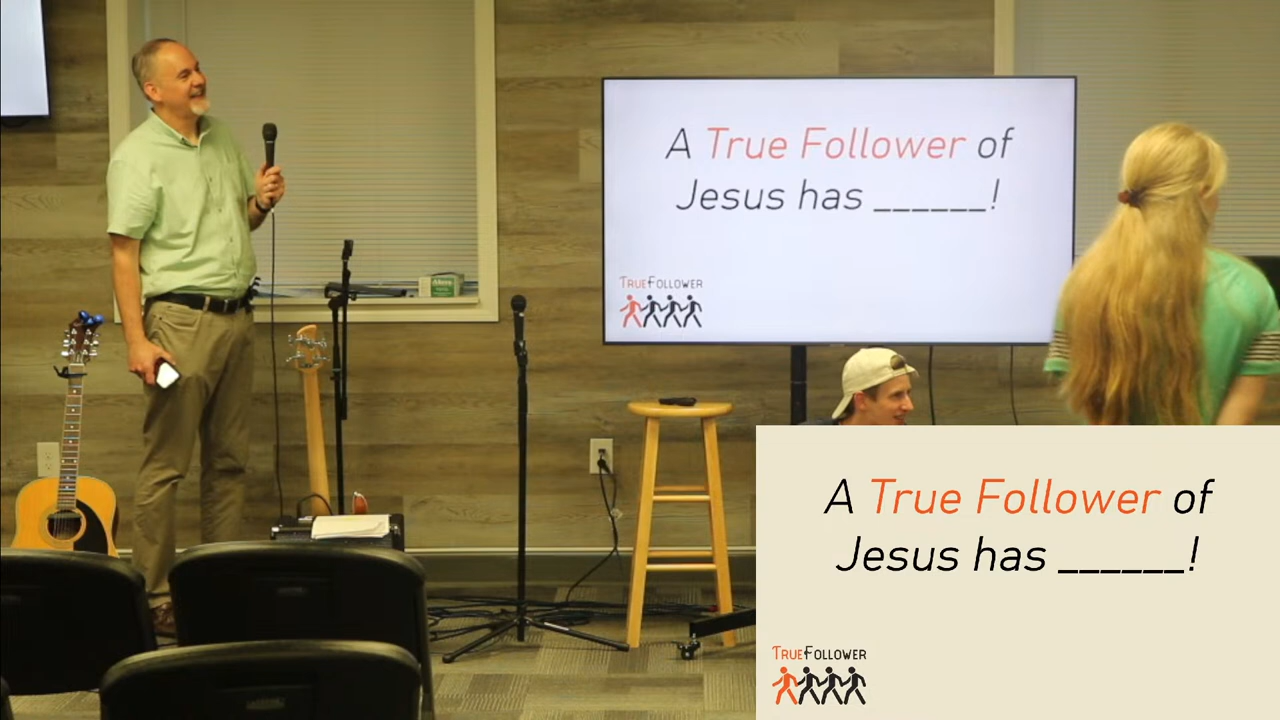 A True Follower of
Jesus has ______!
TRUEFOLLOWER
A True Follower of
Jesus has ______!
TRUEFOLLOWER